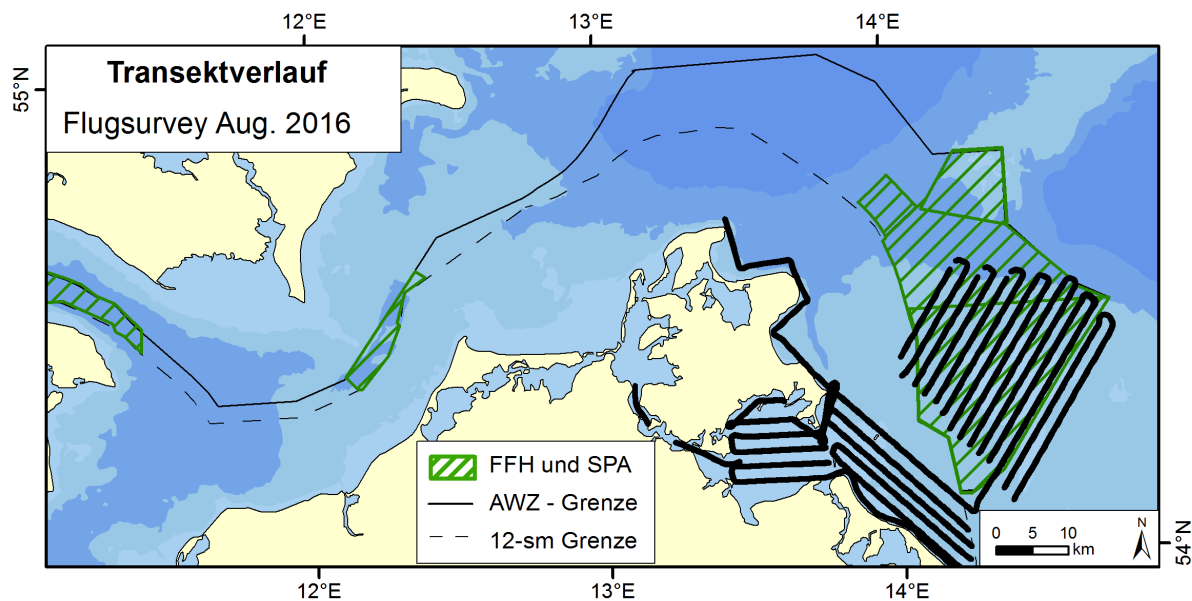 12°E 13°E 14°E
55°N
Transektverlauf
Flugsurvey Aug. 2016
FFH und SPA
AWZ - Grenze
12-sm Grenze
0 5 10
km
N
54°N
12°E 13°E 14°E